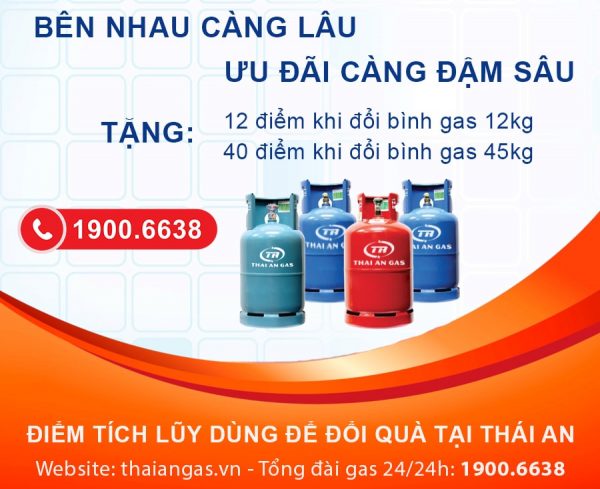 BÊN NHAU CÀNG LÂU
ƯU ĐÃI CÀNG ĐẬM SÂU
TẶNG:
12 điểm khi đổi bình gas 12kg
40 điểm khi đổi bình gas 45kg
1900.6638
TA
THAI AN GAS
TA
THAI AN GAS
ĐIỂM TÍCH LŨY DÙNG ĐỂ ĐỔI QUÀ TẠI THÁI AN
Website: thaiangas.vn - Tổng đài gas 24/24h: 1900.6638